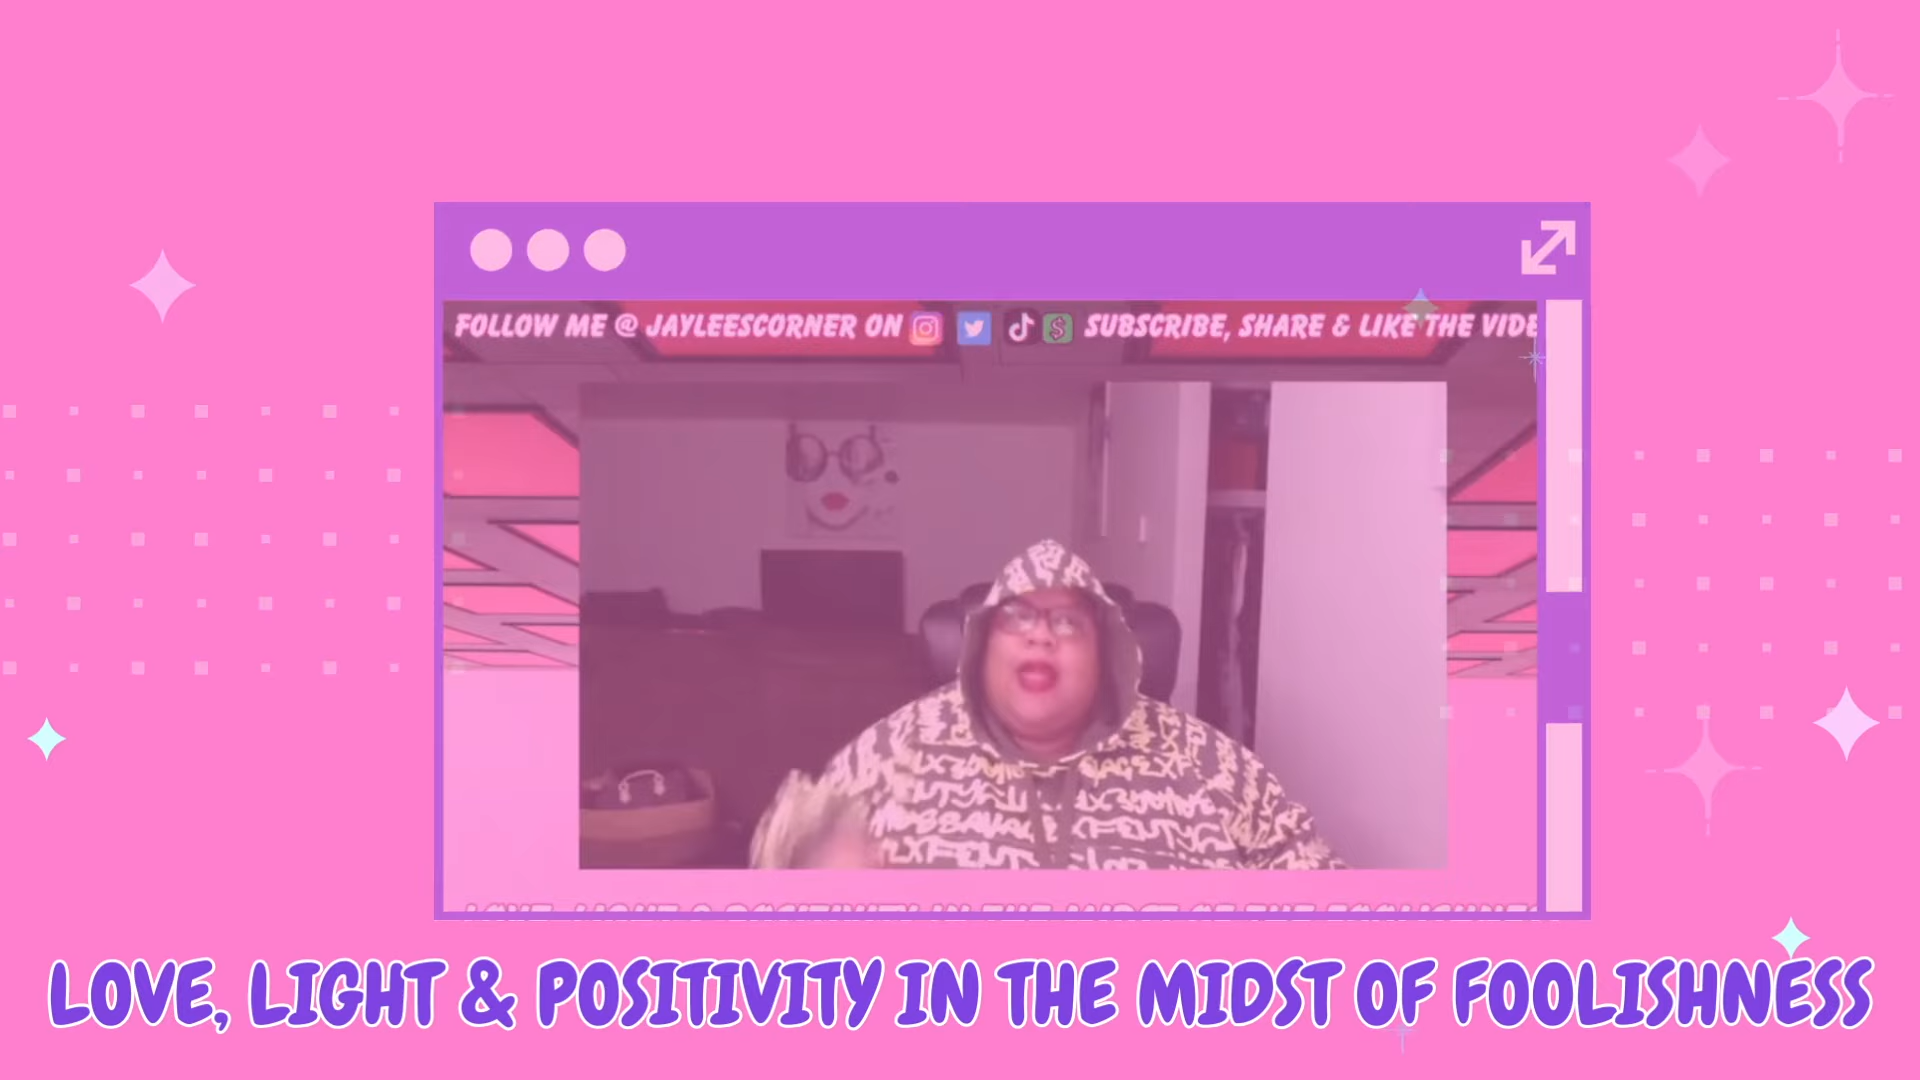 FOLLOW ME @ JAYLEESCORNER ON SUBSCRIBE, SHARE & LIKE THE VIDE
LOVE, LIGHT & POSITIVITY IN THE MIDST OF FOOLISHNESS